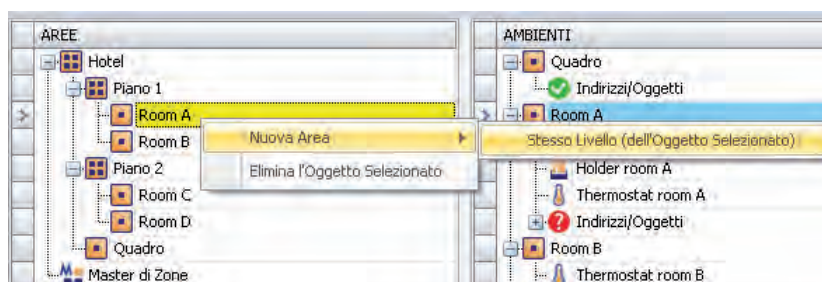 AREE
Hotel
Piano 1
Room A
Room B
Piano 2
Room C
Room D
Quadro
Master di Zone
Nuova Area
Elimina l'Oggetto Selezionato
Stesso Livello (dell'Oggetto Selezionato)
AMBIENTI
Quadro
Indirizzi/Oggetti
Room A
Holder room A
Thermostat room A
Indirizzi/Oggetti
Room B
Thermostat room B